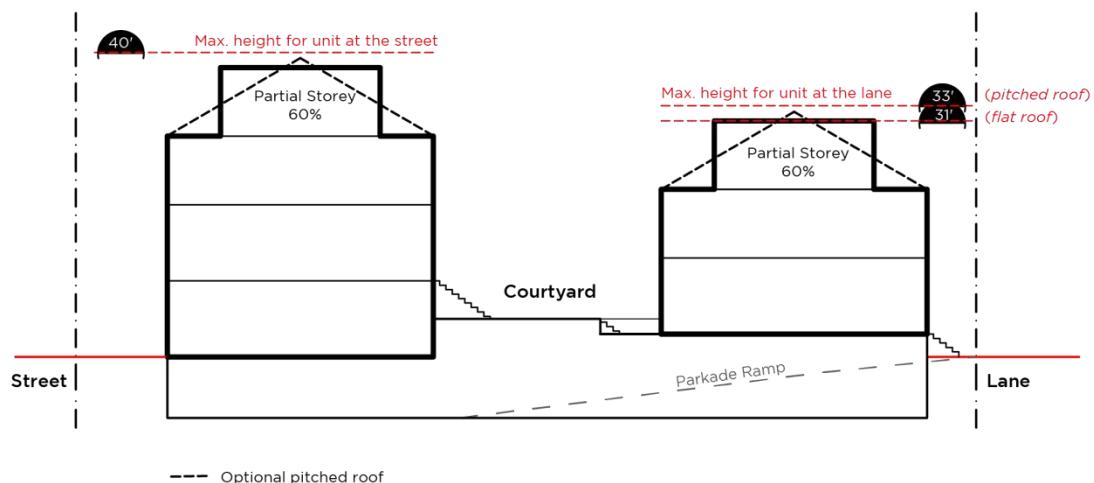 40'
Max. height for unit at the street
Partial Storey
60%
Max. height for unit at the lane
33'
(pitched roof)
31'
(flat roof)
Partial Storey
60%
Courtyard
Street
Parkade Ramp
Lane
Optional pitched roof